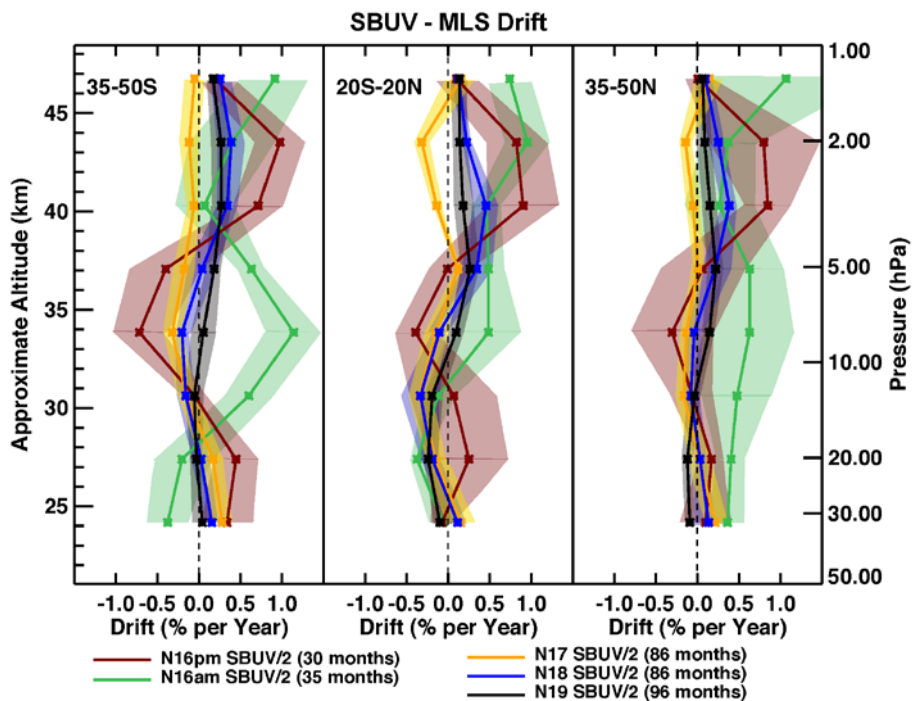 SBUV - MLS Drift
35-50S
20S-20N
35-50N
Approximate Altitude (km)
45
40
35
30
25
1.00
2.00
5.00
10.00
20.00
30.00
50.00
Pressure (hPa)
-1.0 -0.5 0.0 0.5 1.0
-1.0 -0.5 0.0 0.5 1.0
-1.0 -0.5 0.0 0.5 1.0
Drift (% per Year)
Drift (% per Year)
Drift (% per Year)
N16pm SBUV/2 (30 months)
N16am SBUV/2 (35 months)
N17 SBUV/2 (86 months)
N18 SBUV/2 (86 months)
N19 SBUV/2 (96 months)